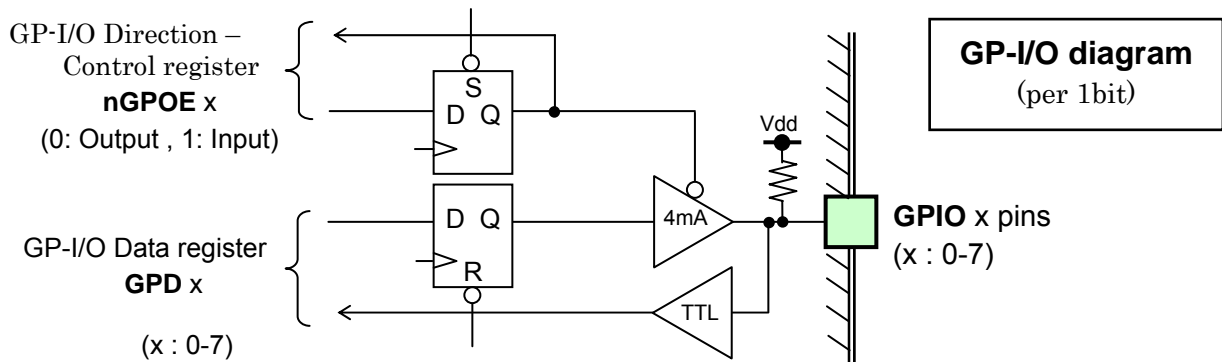 GP-I/O Direction –
Control register
nGPOE x
(0: Output , 1: Input)
S
D Q
D Q
R
GP-I/O Data register
GPD x
(x : 0-7)
4mA
TTL
Vdd
GP-I/O diagram
(per 1bit)
GPIO x pins
(x : 0-7)